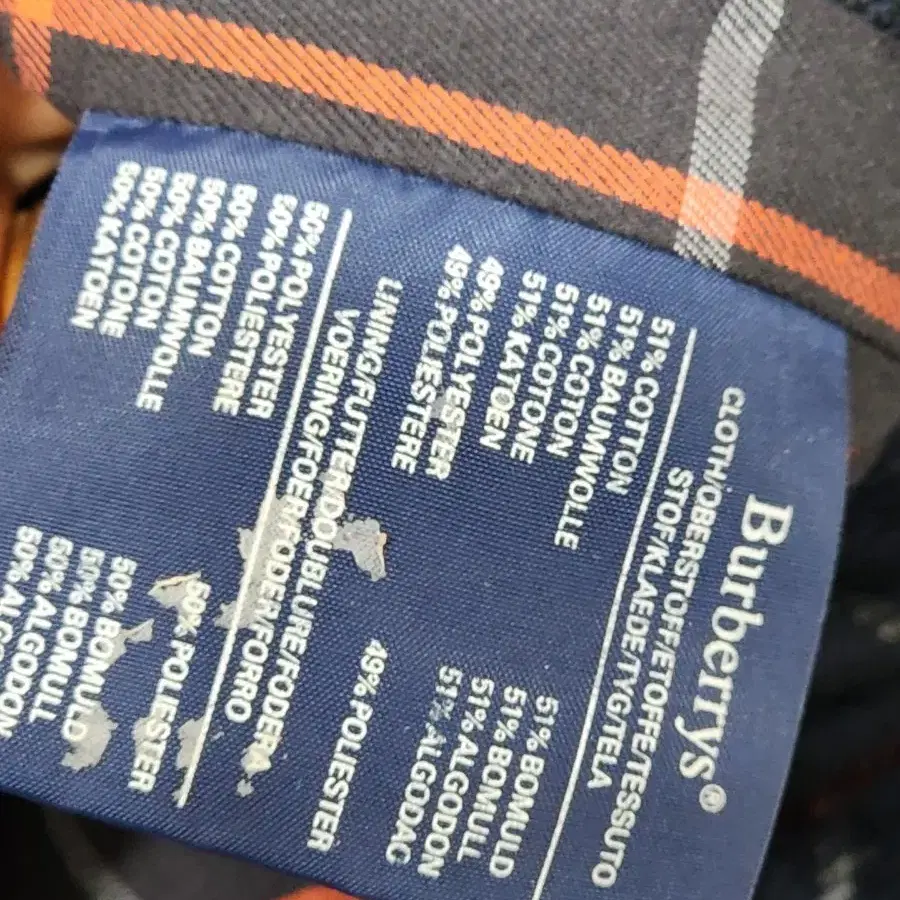 Burberrys®
CLOTH/OBERSTOFF/ETOFFE/TESSUTO
STOF/KLAEDE/TYG/TELA
51% COTTON 51% BOMULD
51% BAUMWOLLE 51% BOMULL
51% COTON 51% ALGODON
51% COTONE 51% ALGODAC
51% KATOEN
49% POLYESTER 49% POLIESTER
49% POLIESTERE
LINING/FUTTER/DOUBLURE/FODERA
VOERING/FOER/FODER/FORRO
50% POLYESTER 50% POLIESTER
50% POLIESTERE
50% COTTON 50% BOMULD
50% BAUMWOLLE 50% BOMULL
50% COTON 50% ALGODON
50% COTONE
50% KATOEN